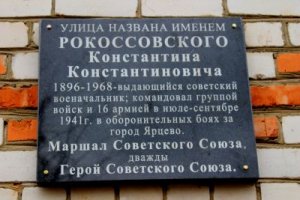 УЛИЦА НАЗВАНА ИМЕНЕМ
РОКОССОВСКОГО
Константина
Константиновича
1896-1968-выдающийся советский
военачальник; командовал группой
войск и 16 армией в июле-сентябре
1941г. в оборонительных боях за
город Ярцево.
Маршал Советского Союза,
дважды
Герой Советского Союза.